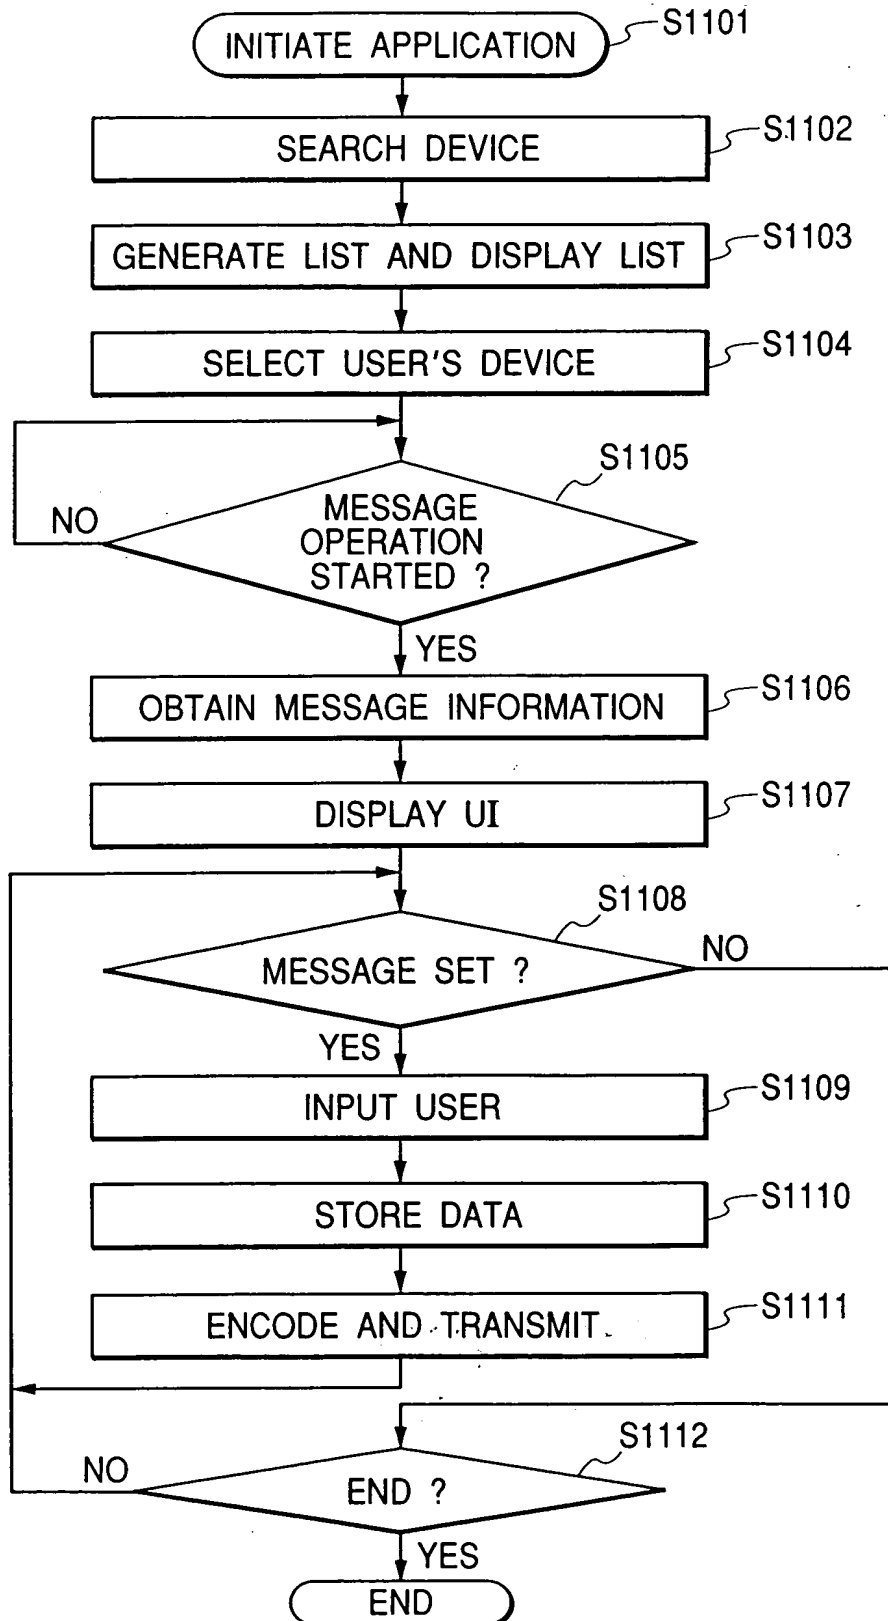 INITIATE APPLICATION
S1101
SEARCH DEVICE
S1102
GENERATE LIST AND DISPLAY LIST
S1103
SELECT USER'S DEVICE
S1104
S1105
MESSAGE
OPERATION
STARTED ?
NO
YES
OBTAIN MESSAGE INFORMATION
S1106
DISPLAY UI
S1107
S1108
MESSAGE SET ?
NO
YES
INPUT USER
S1109
STORE DATA
S1110
ENCODE AND TRANSMIT
S1111
S1112
END ?
NO
YES
END